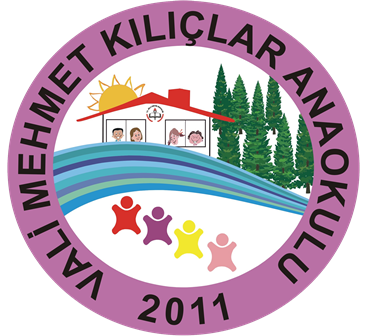 VALİ MEHMET KILIÇLAR ANAOKULU
2011